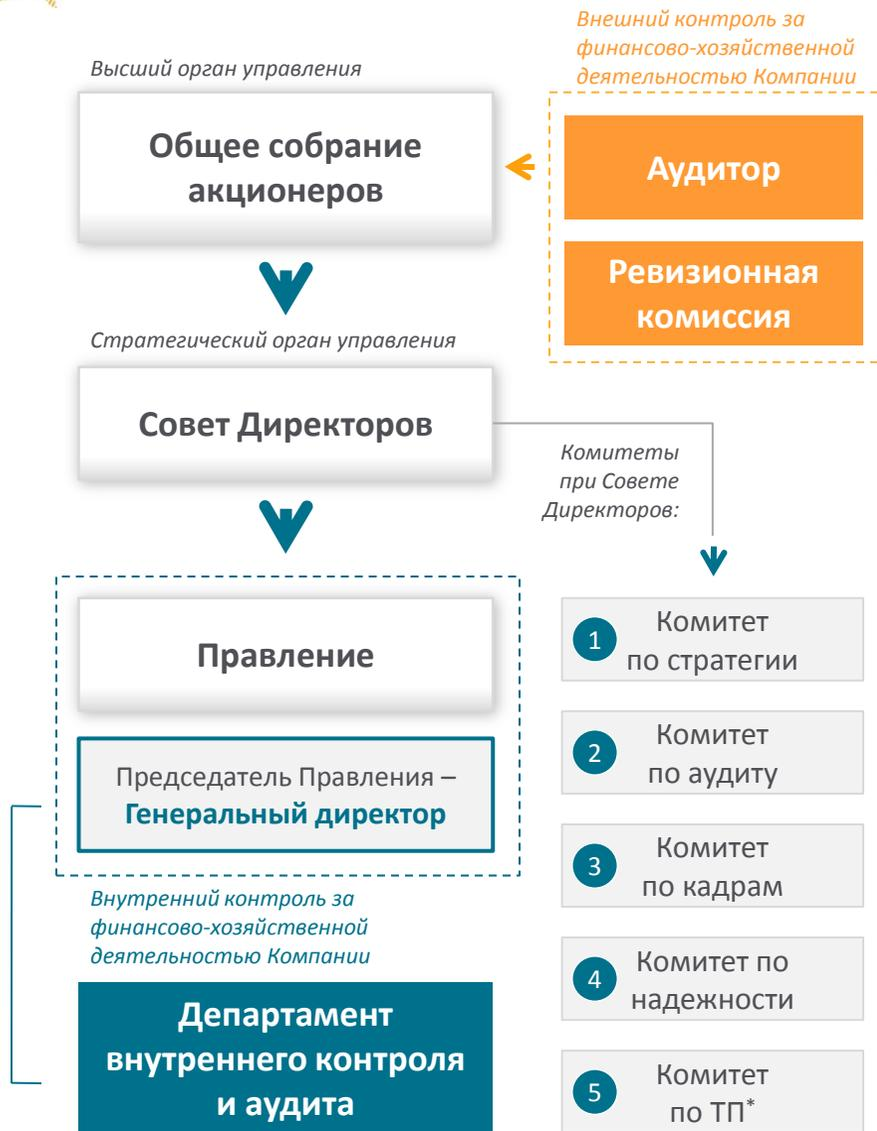 Высший орган управления
Общее собрание
акционеров
Внешний контроль за
финансово-хозяйственной
деятельностью Компании
Аудитор
Ревизионная
комиссия
Стратегический орган управления
Совет Директоров
Комитеты
при Совете
Директоров:
Правление
Председатель Правления –
Генеральный директор
Внутренний контроль за
финансово-хозяйственной
деятельностью Компании
Департамент
внутреннего контроля
и аудита
1
Комитет
по стратегии
2
Комитет
по аудиту
3
Комитет
по кадрам
4
Комитет по
надежности
5
Комитет
по ТП*